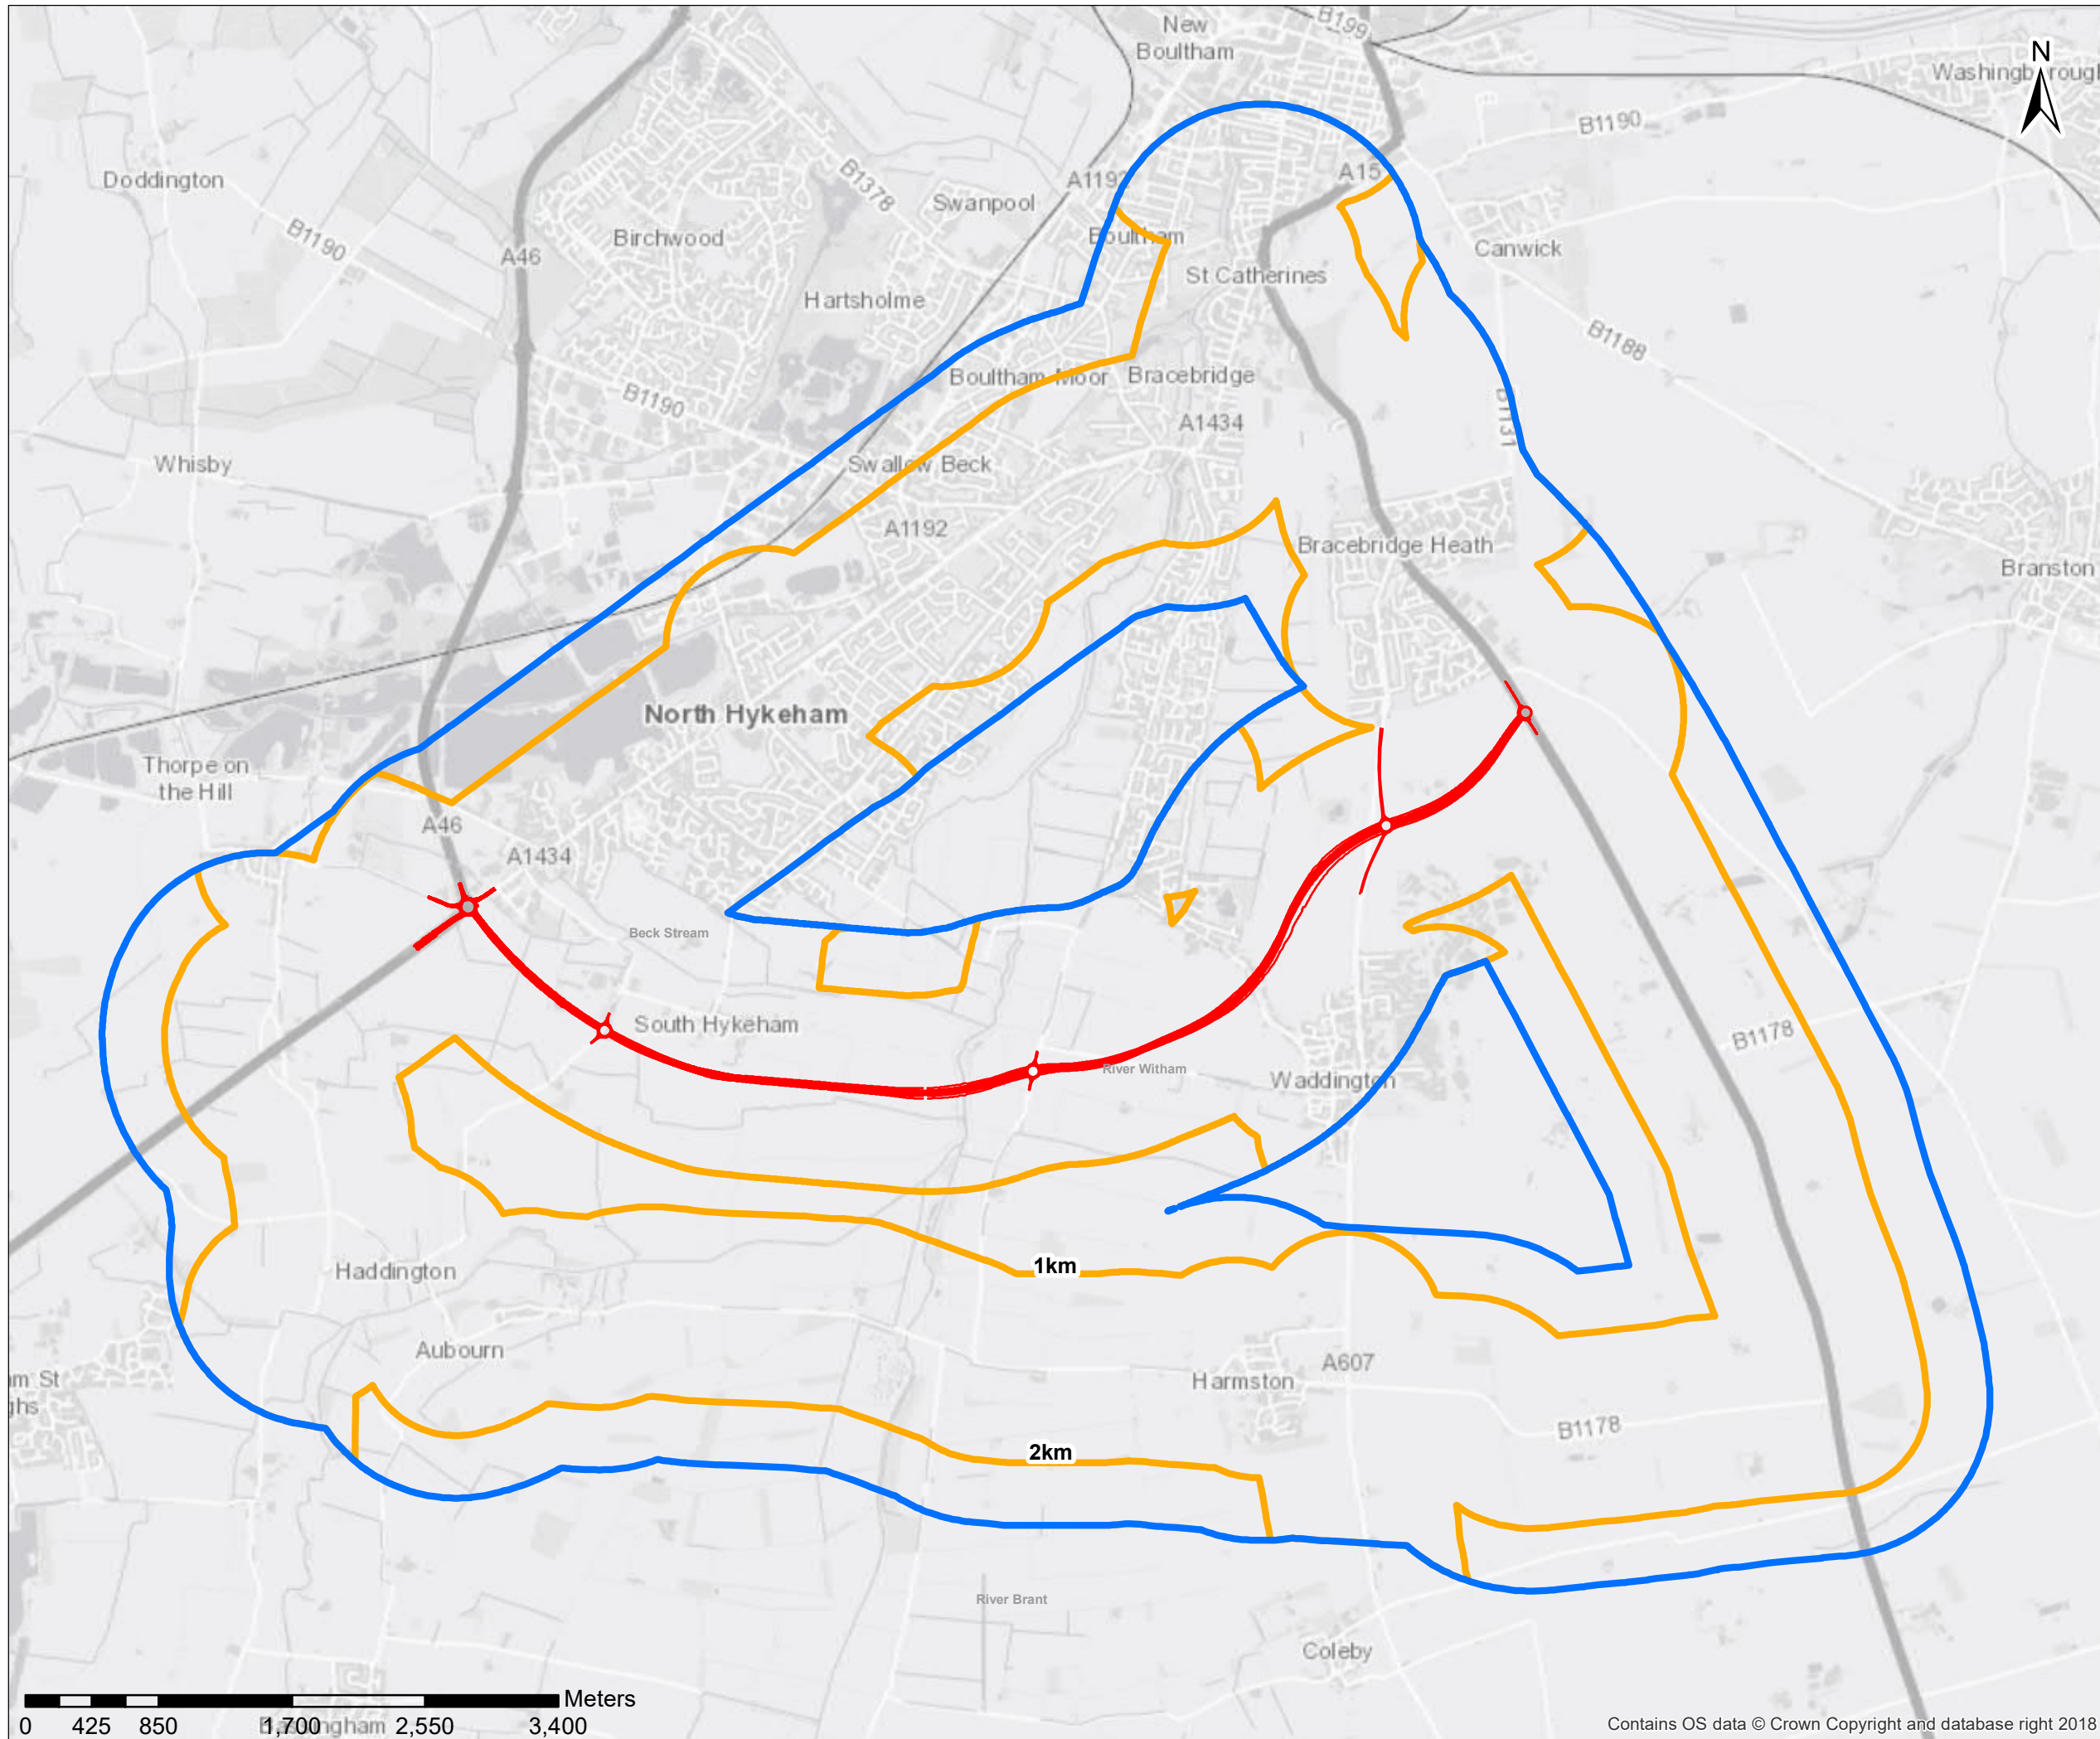 New
Boultham
B199
N
Washingborough
B1190
Doddington
B1378
A1192
A15
Swanpool
B1190
Birchwood
Boultham
Canwick
A46
St Catherines
Hartsholme
B1188
B1190
Boultham Moor
Bracebridge
B1131
A1434
Whisby
Swallow Beck
A1192
Bracebridge Heath
Branston
North Hykeham
Thorpe on
the Hill
A46
A1434
Beck Stream
South Hykeham
B1178
River Witham
Waddington
Haddington
1km
Aubourn
A607
am St
ghs
Harmston
B1178
2km
River Brant
Coleby
Meters
0 425 850 1,700 2,550 3,400
Contains OS data © Crown Copyright and database right 2018